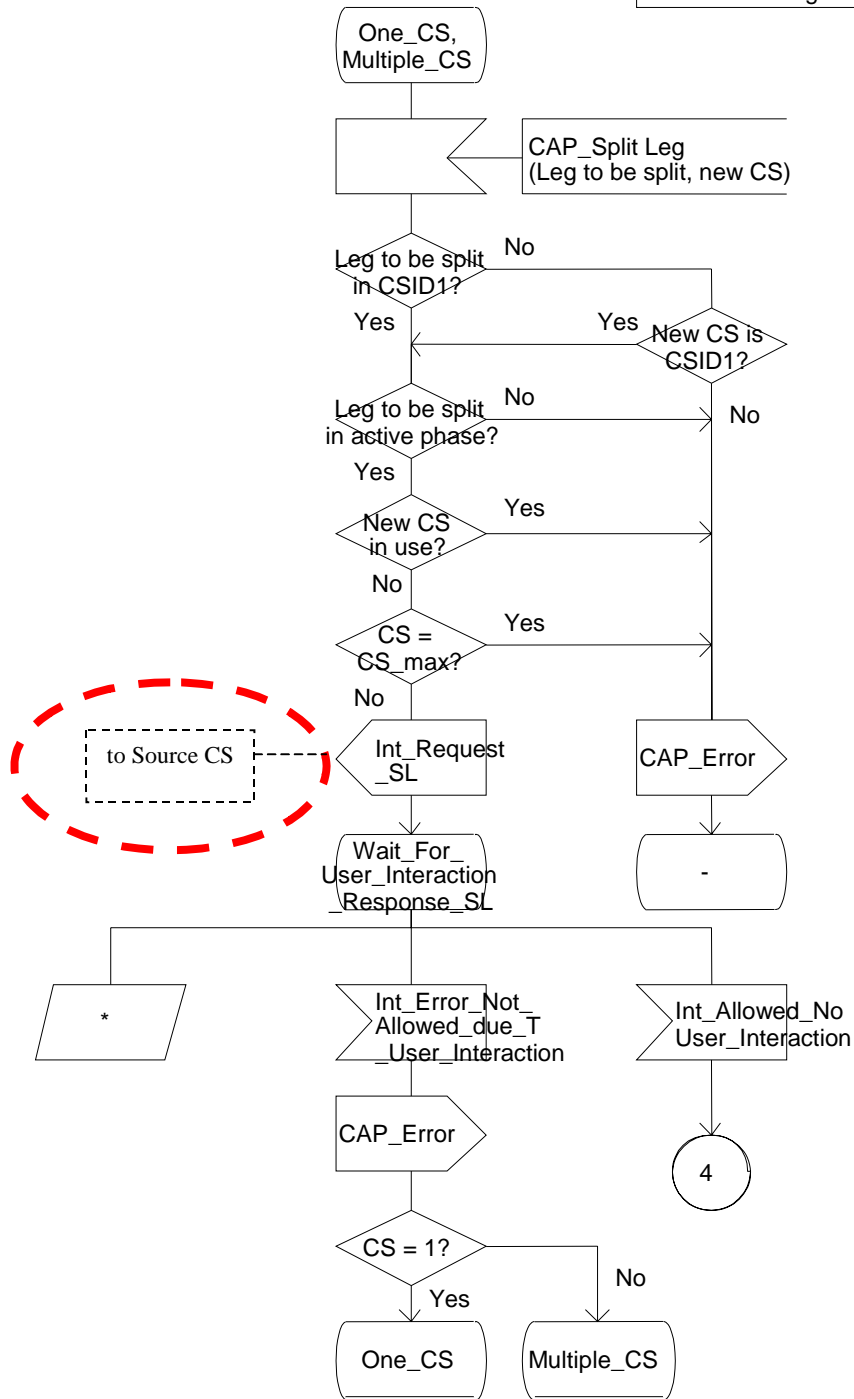 One_CS,
Multiple_CS
CAP_Split Leg
(Leg to be split, new CS)
Leg to be split
in CSID1?
No
Yes
Yes
New CS is
CSID1?
Leg to be split
in active phase?
No
No
Yes
New CS
in use?
Yes
No
CS =
CS_max?
Yes
No
to Source CS
Int_Request
_SL
CAP_Error
Wait_For_
User_Interaction
_Response_SL
-
*
Int_Error_Not_
Allowed_due_T
_User_Interaction
Int_Allowed_No
User_Interaction
CAP_Error
4
CS = 1?
No
Yes
One_CS
Multiple_CS